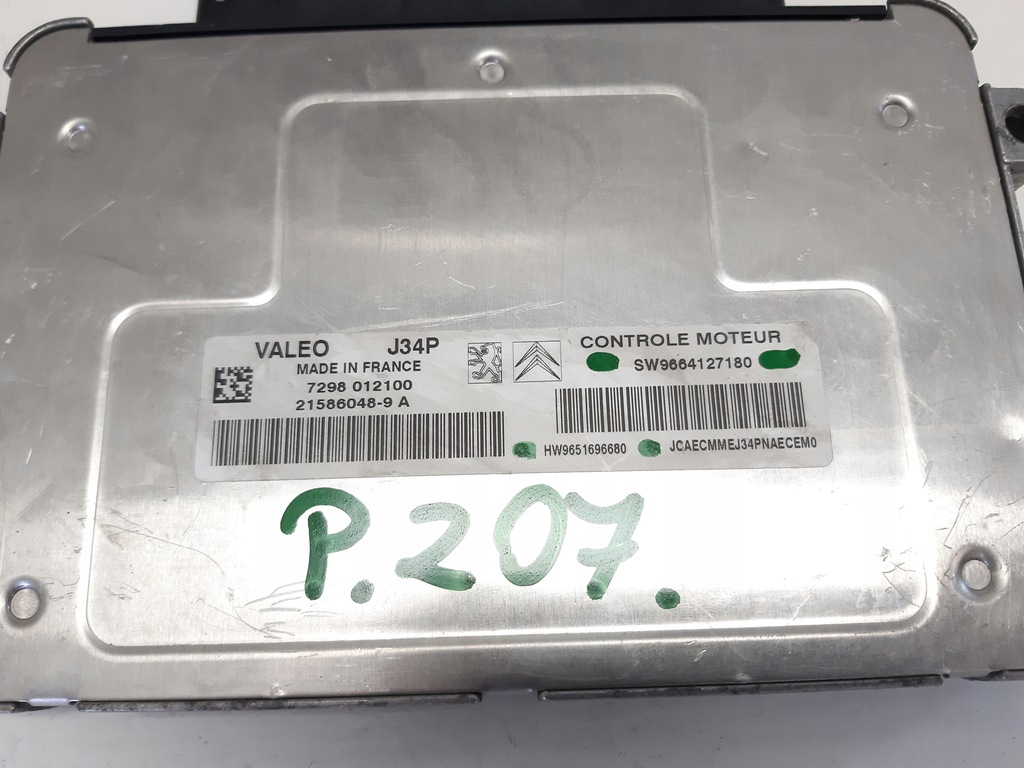 VALEO J34P
MADE IN FRANCE
7298 012100
21586048-9 A
CONTROLE MOTEUR
SW9664127180
HW9651696680 JCAECMMEJ34PNAECEM0
P.207.